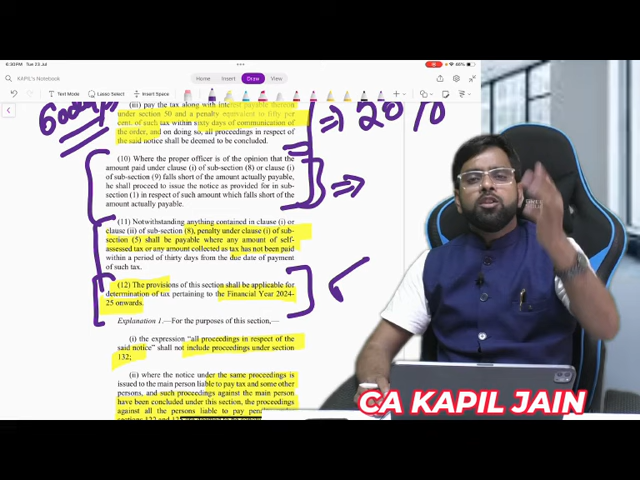 6:30 PM Tue 23 Jul
66%
KAPIL's Notebook
Home Insert Draw View
Text Mode Lasso Select Insert Space
60 days
20%
(iii) pay the tax along with interest payable thereon
under section 50 and a penalty equivalent to fifty per
cent. of such tax within sixty days of communication of
the order, and on doing so, all proceedings in respect of
the said notice shall be deemed to be concluded.
(10) Where the proper officer is of the opinion that the
amount paid under clause (i) of sub-section (8) or clause (i)
of sub-section (9) falls short of the amount actually payable,
he shall proceed to issue the notice as provided for in sub-
section (1) in respect of such amount which falls short of the
amount actually payable.
(11) Notwithstanding anything contained in clause (i) or
clause (ii) of sub-section (8), penalty under clause (i) of sub-
section (5) shall be payable where any amount of self-
assessed tax or any amount collected as tax has not been paid
within a period of thirty days from the due date of payment
of such tax.
(12) The provisions of this section shall be applicable for
determination of tax pertaining to the Financial Year 2024-
25 onwards.
Explanation 1.—For the purposes of this section,—
(i) the expression "all proceedings in respect of the
said notice" shall not include proceedings under section
132;
(ii) where the notice under the same proceedings is
issued to the main person liable to pay tax and some other
persons, and such proceedings against the main person
have been concluded under this section, the proceedings
against all the persons liable to pay penalty under
CA KAPIL JAIN